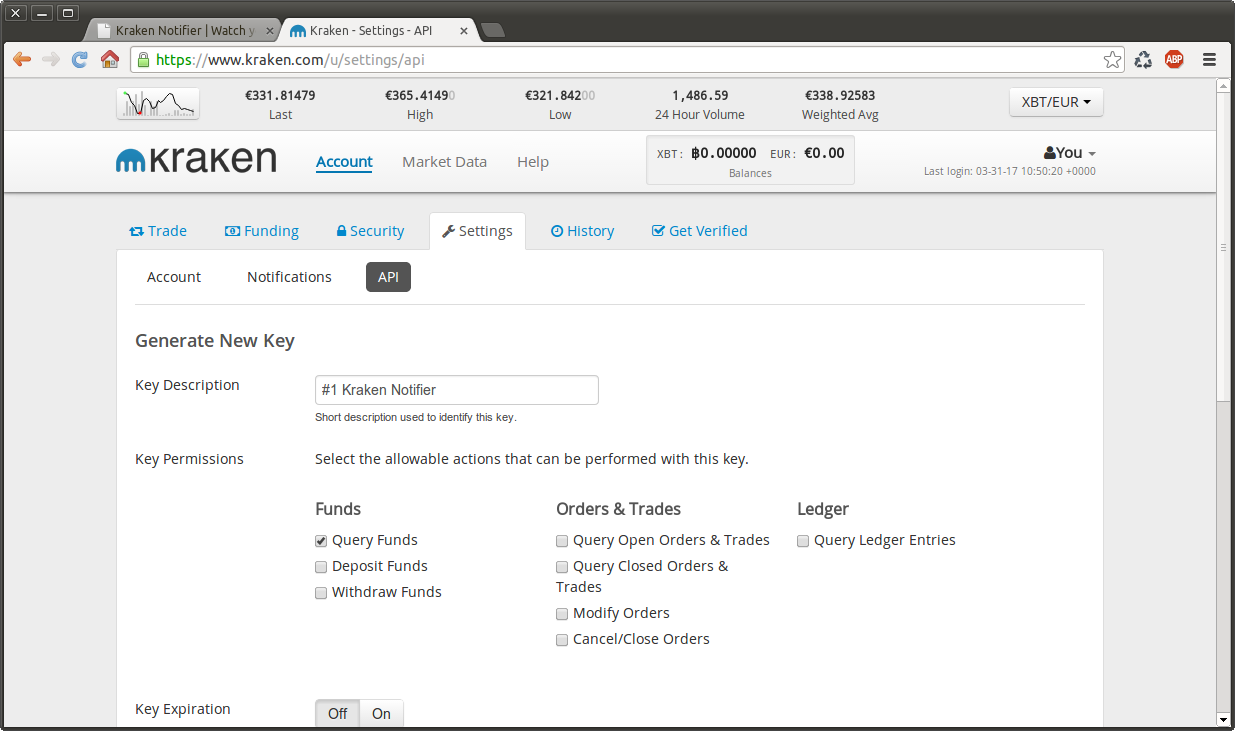 Kraken Notifier | Watch y
Kraken - Settings - API
https://www.kraken.com/u/settings/api
ABP
€331.81479 €365.41490 €321.84200 1,486.59 €338.92583
Last High Low 24 Hour Volume Weighted Avg
XBT/EUR
kraken
Account Market Data Help
XBT: ฿0.00000 EUR: €0.00
Balances
You
Last login: 03-31-17 10:50:20 +0000
Trade Funding Security Settings History Get Verified
Account Notifications API
Generate New Key
Key Description #1 Kraken Notifier
Short description used to identify this key.
Key Permissions Select the allowable actions that can be performed with this key.
Funds Orders & Trades Ledger
Query Funds Query Open Orders & Trades Query Ledger Entries
Deposit Funds Query Closed Orders &
Trades
Withdraw Funds
Modify Orders
Cancel/Close Orders
Key Expiration Off On